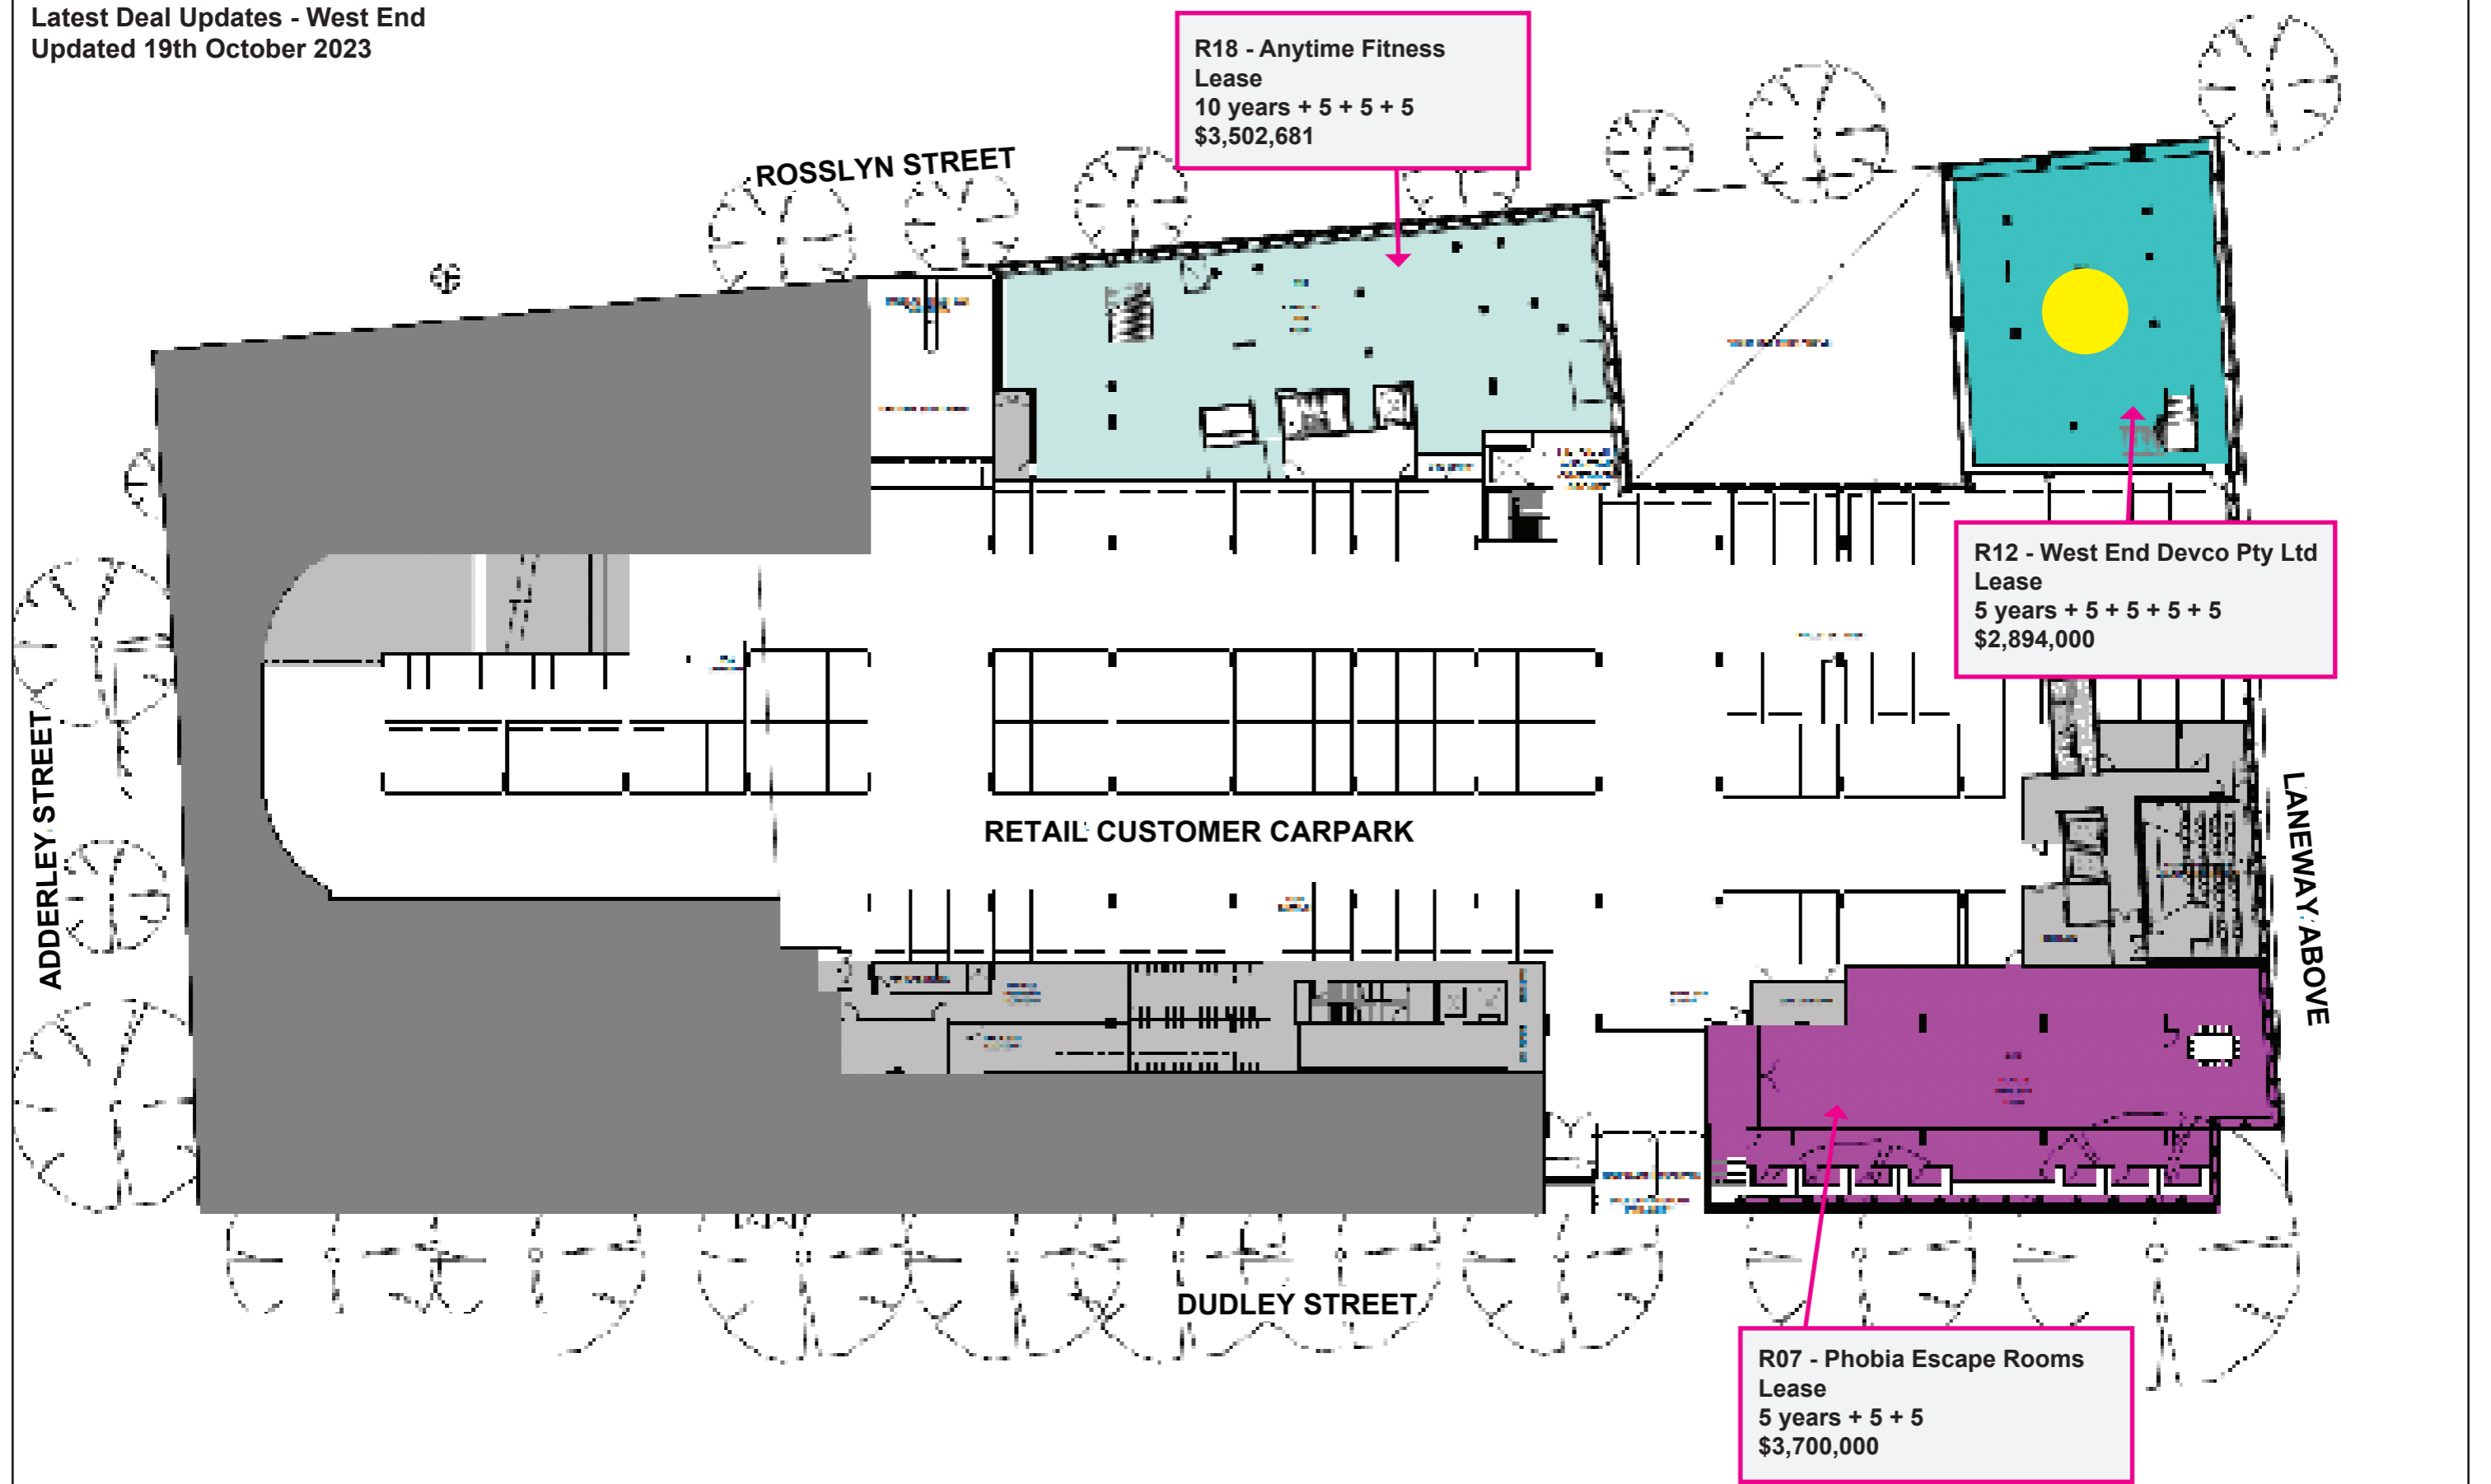 Latest Deal Updates - West End
Updated 19th October 2023
R18 - Anytime Fitness
Lease
10 years + 5 + 5 + 5
$3,502,681
ROSSLYN STREET
R12 - West End Devco Pty Ltd
Lease
5 years + 5 + 5 + 5 + 5
$2,894,000
ADDERLEY STREET
RETAIL CUSTOMER CARPARK
LANEWAY ABOVE
DUDLEY STREET
R07 - Phobia Escape Rooms
Lease
5 years + 5 + 5
$3,700,000